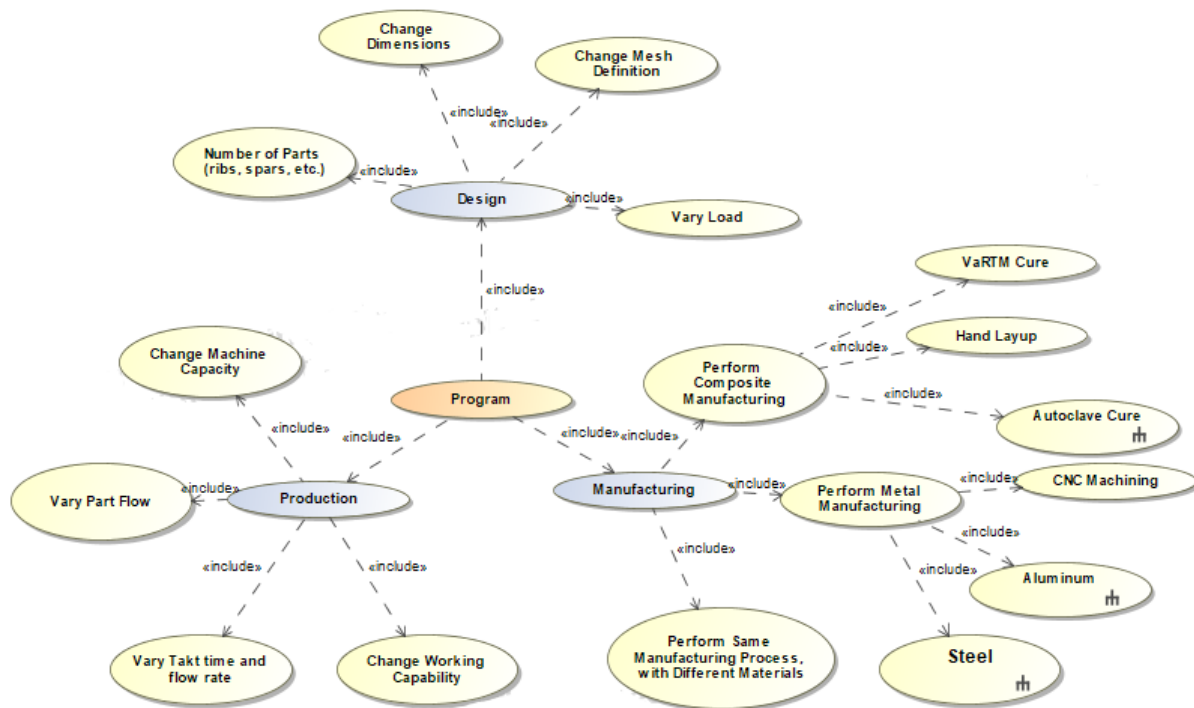 Change
Dimensions
Change Mesh
Definition
«include»
«include»
Number of Parts
(ribs, spars, etc.)
«include»
Design
«include»
Vary Load
«include»
VaRTM Cure
«include»
Hand Layup
«include»
Change Machine
Capacity
Perform
Composite
Manufacturing
Program
«include»
Autoclave Cure
«include»
«include»
«include»
«include»
Vary Part Flow
«include»
Production
Manufacturing
«include»
Perform Metal
Manufacturing
«include»
CNC Machining
«include»
«include»
«include»
«include»
«include»
Aluminum
Vary Takt time and
flow rate
Change Working
Capability
Perform Same
Manufacturing Process,
with Different Materials
Steel